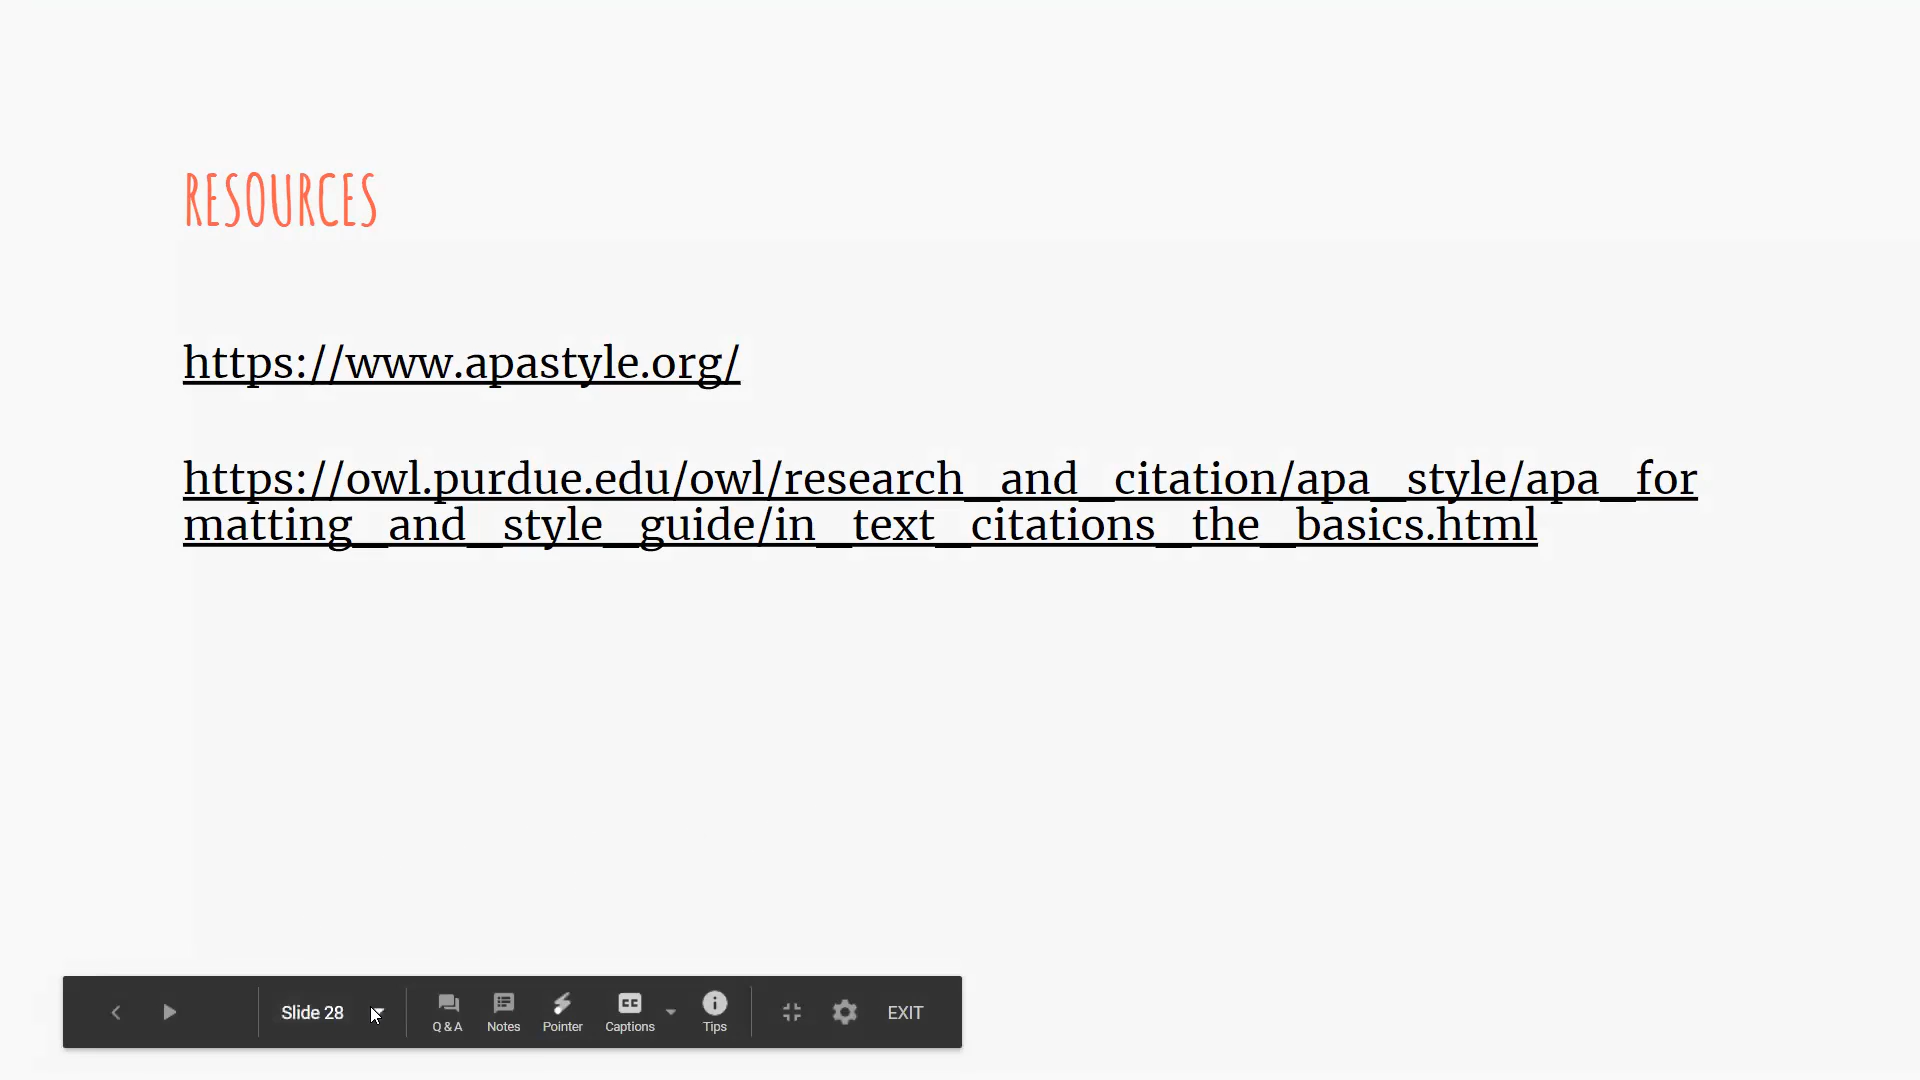 RESOURCES
https://www.apastyle.org/
https://owl.purdue.edu/owl/research_and_citation/apa_style/apa_for
matting_and_style_guide/in_text_citations_the_basics.html
Slide 28
Q & A
Notes
Pointer
CC
Captions
Tips
EXIT